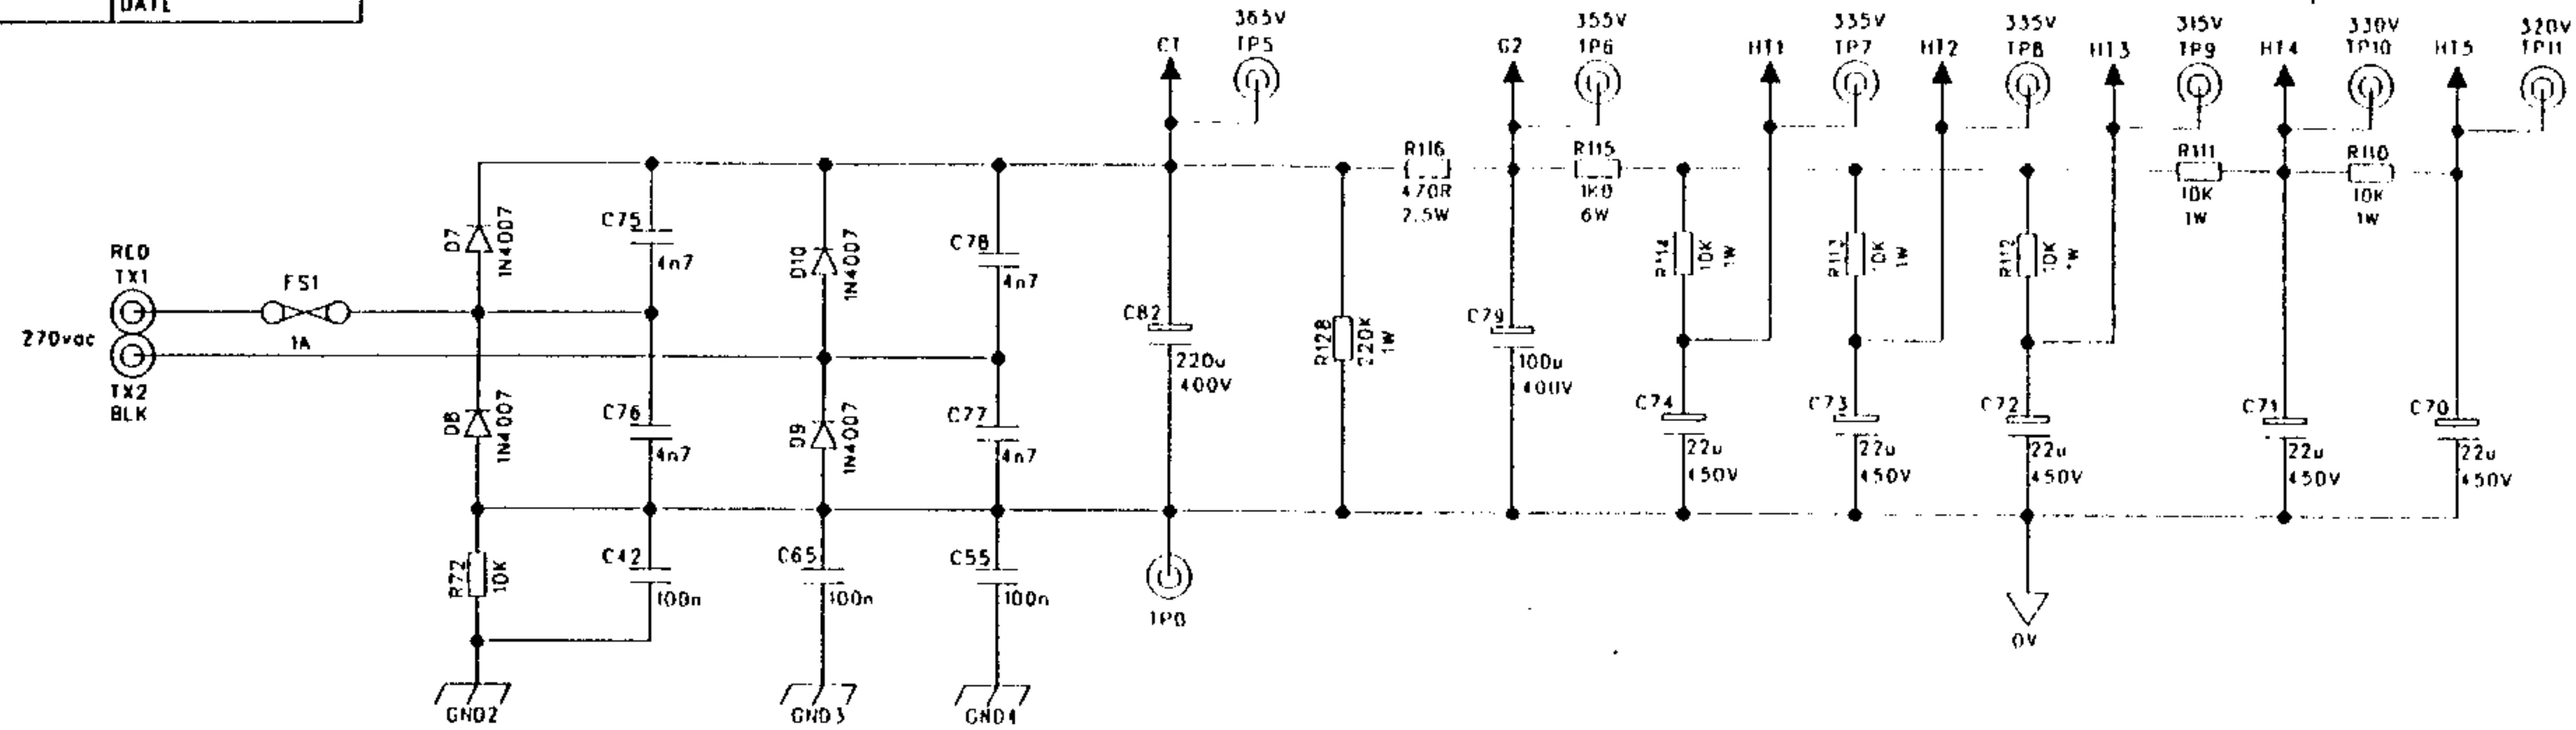 DATE
365V
TP5
CT
355V
TP6
G2
335V
TP7
HT1
335V
TP8
HT2
315V
TP9
HT3
330V
TP10
HT4
320V
TP11
HT5
RED
TX1
270vac
TX2
BLK
FS1
1A
D7
1N4007
C75
4n7
D10
1N4007
C78
4n7
D8
1N4007
C76
4n7
D9
1N4007
C77
4n7
C82
220u
400V
R128
220K
1W
R116
470R
2.5W
C79
100u
400V
R115
1K0
6W
R114
10K
1W
C74
22u
450V
R113
10K
1W
C73
22u
450V
R112
10K
1W
C72
22u
450V
R111
10K
1W
C71
22u
450V
R110
10K
1W
C70
22u
450V
R72
10K
C42
100n
C65
100n
C55
100n
TP0
0V
GND2
GND3
GND4